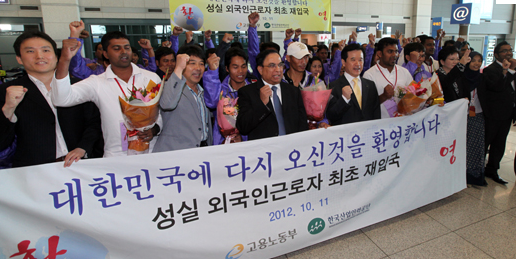 성실 외국인근로자 최초 재입국
@
대한민국에 다시 오신것을 환영합니다
성실 외국인근로자 최초 재입국
2012. 10. 11
환
영
고용노동부
한국산업인력공단